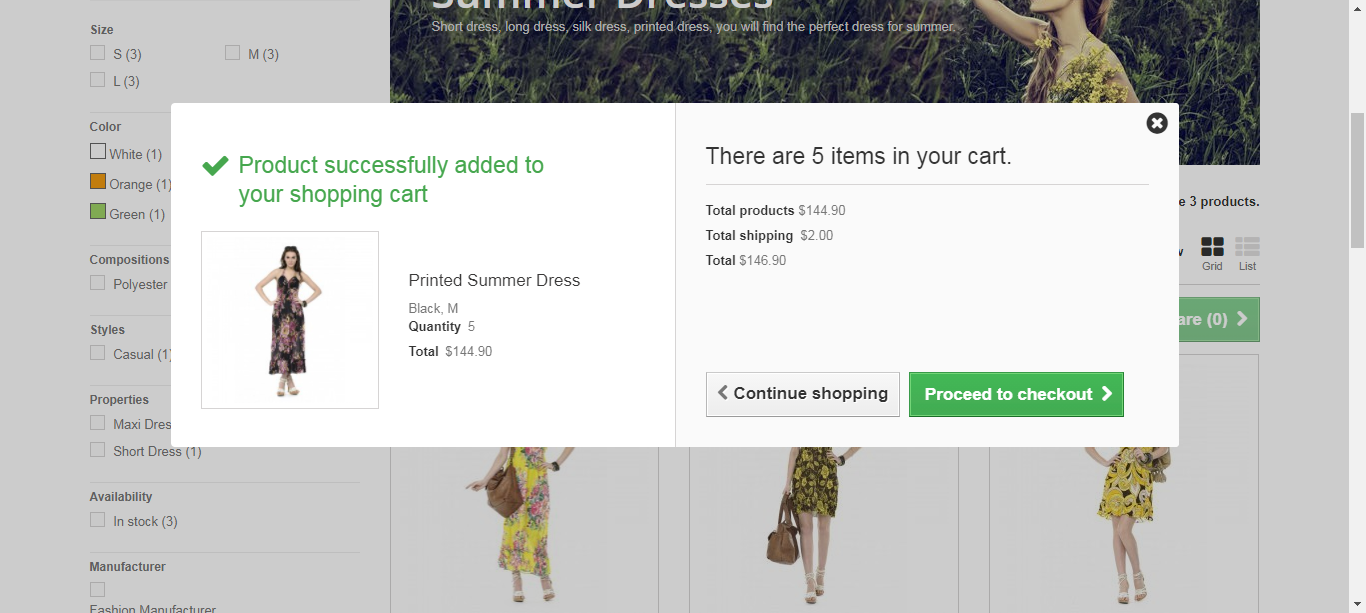 Summer Dresses
Short dress, long dress, silk dress, printed dress, you will find the perfect dress for summer.
Size
S (3)
M (3)
L (3)
Color
White (1)
Orange (1)
Green (1)
Compositions
Polyester
Styles
Casual (1)
Properties
Maxi Dres
Short Dress (1)
Availability
In stock (3)
Manufacturer
Fashion Manufacturer
Product successfully added to
your shopping cart
Printed Summer Dress
Black, M
Quantity 5
Total $144.90
There are 5 items in your cart.
Total products $144.90
Total shipping $2.00
Total $146.90
Continue shopping
Proceed to checkout
e 3 products.
Grid
List
are (0)